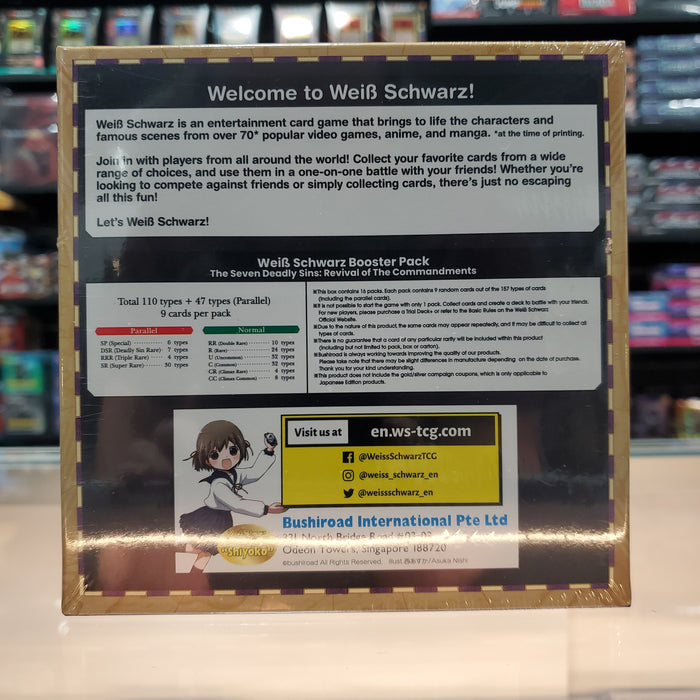 Welcome to Weiß Schwarz!
Weiß Schwarz is an entertainment card game that brings to life the characters and
famous scenes from over 70* popular video games, anime, and manga. *at the time of printing.
Join in with players from all around the world! Collect your favorite cards from a wide
range of choices, and use them in a one-on-one battle with your friends! Whether you're
looking to compete against friends or simply collecting cards, there's just no escaping
all this fun!
Let's Weiß Schwarz!
Weiß Schwarz Booster Pack
The Seven Deadly Sins: Revival of The Commandments
Total 110 types + 47 types (Parallel)
9 cards per pack
Parallel
SP (Special) 6 types
DSR (Deadly Sin Rare) 7 types
RRR (Triple Rare) 4 types
SR (Super Rare) 30 types
Normal
RR (Double Rare) 10 types
R (Rare) 24 types
U (Uncommon) 32 types
C (Common) 32 types
CR (Climax Rare) 4 types
CC (Climax Common) 8 types
※This box contains 16 packs. Each pack contains 9 random cards out of the 157 types of cards
(including the parallel cards).
※It is not possible to start the game with only 1 pack. Collect cards and create a deck to battle with your friends.
For new players, please purchase a Trial Deck+ or refer to the Basic Rules on the Weiß Schwarz
Official Website.
※Due to the nature of this product, the same cards may appear repeatedly, and it may be difficult to collect all
types of cards.
※There is no guarantee that a card of any particular rarity will be included within this product
(including but not limited to pack, box or carton).
※Bushiroad is always working towards improving the quality of our products.
Please take note that there may be slight differences in manufacture depending on the date of purchase.
Thank you for your kind understanding.
※This product does not include the gold/silver campaign coupons, which is only applicable to
Japanese Edition products.
Visit us at en.ws-tcg.com
@WeissSchwarzTCG
@weiss_schwarz_en
@weissschwarz_en
"Shiyoko"
Bushiroad International Pte Ltd
321 North Bridge Road #03-03
Odeon Towers, Singapore 188720
©bushiroad All Rights Reserved. Illust.西あすか/Asuka Nishi